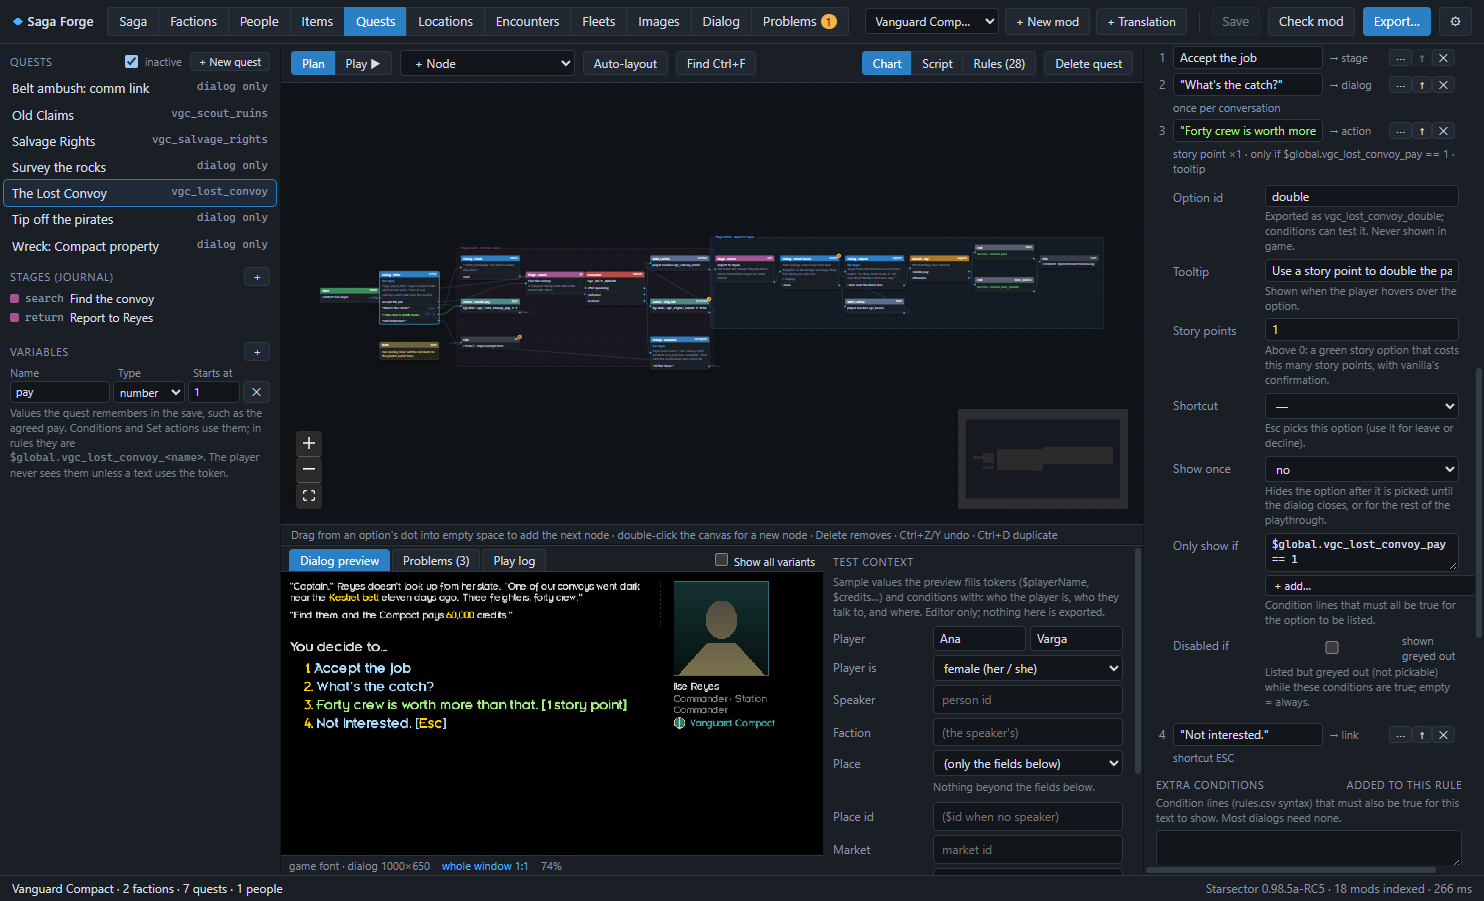 Saga Forge
Saga
Factions
People
Items
Quests
Locations
Encounters
Fleets
Images
Dialog
Problems 1
Vanguard Comp...
+ New mod
+ Translation
Save
Check mod
Export...
QUESTS
inactive
+ New quest
Belt ambush: comm link dialog only
Old Claims vgc_scout_ruins
Salvage Rights vgc_salvage_rights
Survey the rocks dialog only
The Lost Convoy vgc_lost_convoy
Tip off the pirates dialog only
Wreck: Compact property dialog only
STAGES (JOURNAL)
+
search Find the convoy
return Report to Reyes
VARIABLES
+
Name Type Starts at
pay number 1
Values the quest remembers in the save, such as the
agreed pay. Conditions and Set actions use them; in
rules they are
$global.vgc_lost_convoy_<name>. The player
never sees them unless a text uses the token.
Plan
Play ▶
+ Node
Auto-layout
Find Ctrl+F
Chart
Script
Rules (28)
Delete quest
Drag from an option's dot into empty space to add the next node · double-click the canvas for a new node · Delete removes · Ctrl+Z/Y undo · Ctrl+D duplicate
Dialog preview
Problems (3)
Play log
Show all variants
"Captain." Reyes doesn't look up from her slate. "One of our convoys went dark
near the Kestrel belt eleven days ago. Three freighters, forty crew."
"Find them, and the Compact pays 60,000 credits."
You decide to...
1. Accept the job
2. What's the catch?
3. Forty crew is worth more than that. [1 story point]
4. Not interested. [Esc]
Ilse Reyes
Commander · Station
Commander
Vanguard Compact
game font · dialog 1000×650 whole window 1:1 74%
TEST CONTEXT
Sample values the preview fills tokens ($playerName,
$credits...) and conditions with: who the player is, who they
talk to, and where. Editor only; nothing here is exported.
Player Ana Varga
Player is female (her / she)
Speaker person id
Faction (the speaker's)
Place (only the fields below)
Nothing beyond the fields below.
Place id ($id when no speaker)
Market market id
1 Accept the job → stage ... ↑ ✕
2 "What's the catch?" → dialog ... ↑ ✕
once per conversation
3 "Forty crew is worth more → action ... ↑ ✕
story point ×1 · only if $global.vgc_lost_convoy_pay == 1 ·
tooltip
Option id double
Exported as vgc_lost_convoy_double;
conditions can test it. Never shown in
game.
Tooltip Use a story point to double the pa
Shown when the player hovers over the
option.
Story points 1
Above 0: a green story option that costs
this many story points, with vanilla's
confirmation.
Shortcut —
Esc picks this option (use it for leave or
decline).
Show once no
Hides the option after it is picked: until
the dialog closes, or for the rest of the
playthrough.
Only show if $global.vgc_lost_convoy_pay
== 1
+ add...
Condition lines that must all be true for
the option to be listed.
Disabled if shown
greyed out
Listed but greyed out (not pickable)
while these conditions are true; empty
= always.
4 "Not interested." → link ... ↑ ✕
shortcut ESC
EXTRA CONDITIONS ADDED TO THIS RULE
Condition lines (rules.csv syntax) that must also be true for this
text to show. Most dialogs need none.
Vanguard Compact · 2 factions · 7 quests · 1 people
Starsector 0.98.5a-RC5 · 18 mods indexed · 266 ms